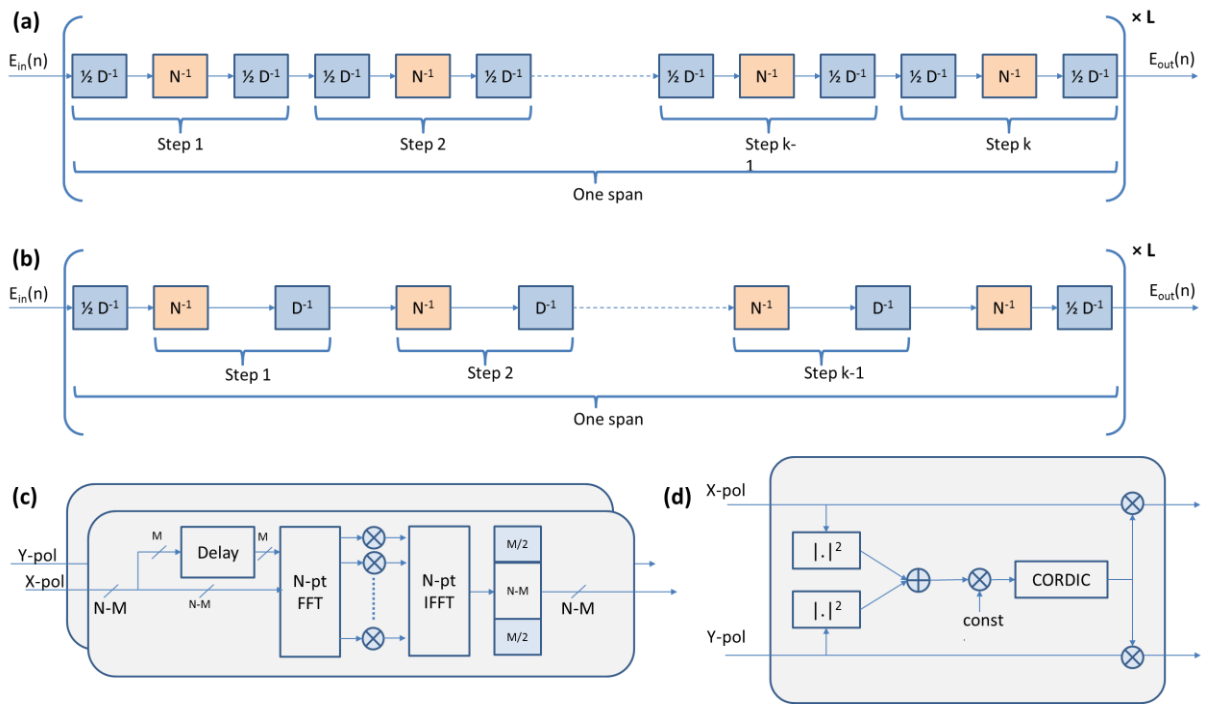 (a)
× L
E_in(n)
½ D⁻¹
N⁻¹
½ D⁻¹
½ D⁻¹
N⁻¹
½ D⁻¹
½ D⁻¹
N⁻¹
½ D⁻¹
½ D⁻¹
N⁻¹
½ D⁻¹
E_out(n)
Step 1
Step 2
Step k-
1
Step k
One span
(b)
× L
E_in(n)
½ D⁻¹
N⁻¹
D⁻¹
N⁻¹
D⁻¹
N⁻¹
D⁻¹
N⁻¹
½ D⁻¹
E_out(n)
Step 1
Step 2
Step k-1
One span
(c)
Y-pol
X-pol
N-M
M
Delay
M
N-M
N-pt
FFT
N-pt
IFFT
M/2
N-M
M/2
N-M
(d)
X-pol
|.|²
|.|²
CORDIC
const
.
Y-pol